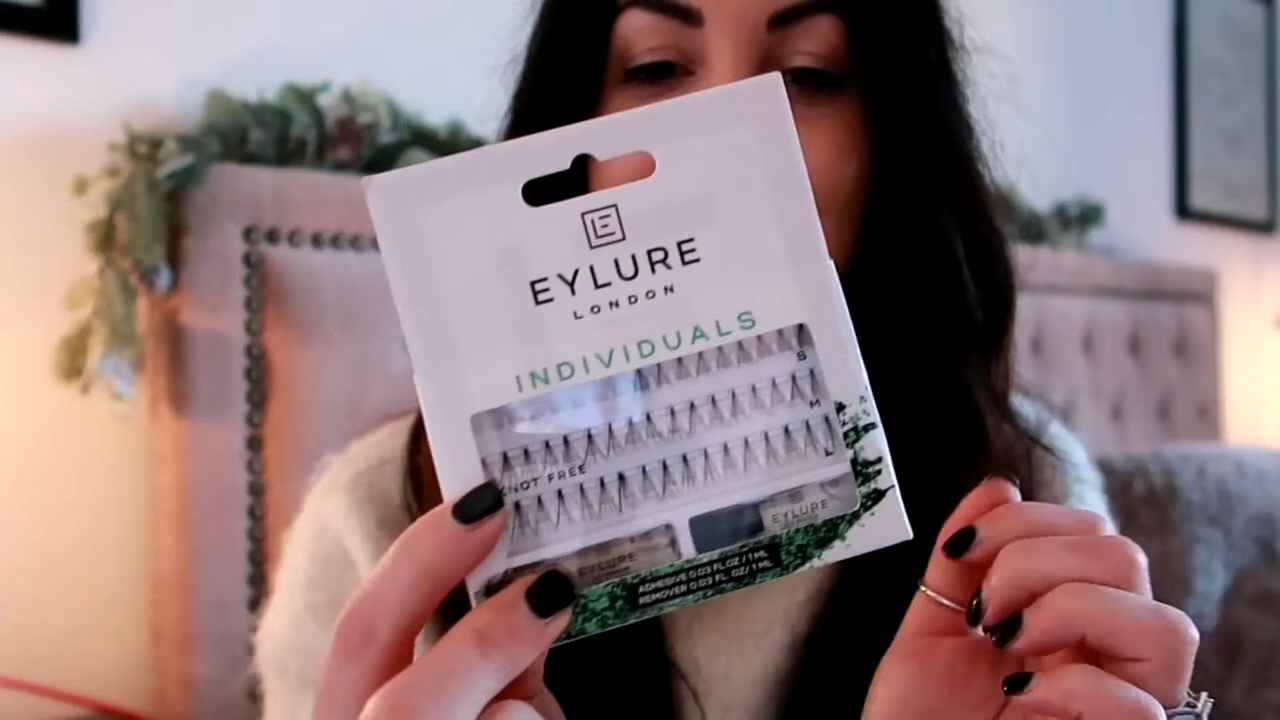 EYLURE
LONDON
INDIVIDUALS
S
M
L
KNOT FREE
EYLURE
EYLURE
ADHESIVE 0.03 FL.OZ / 1 ML
REMOVER 0.03 FL. OZ/ 1 ML